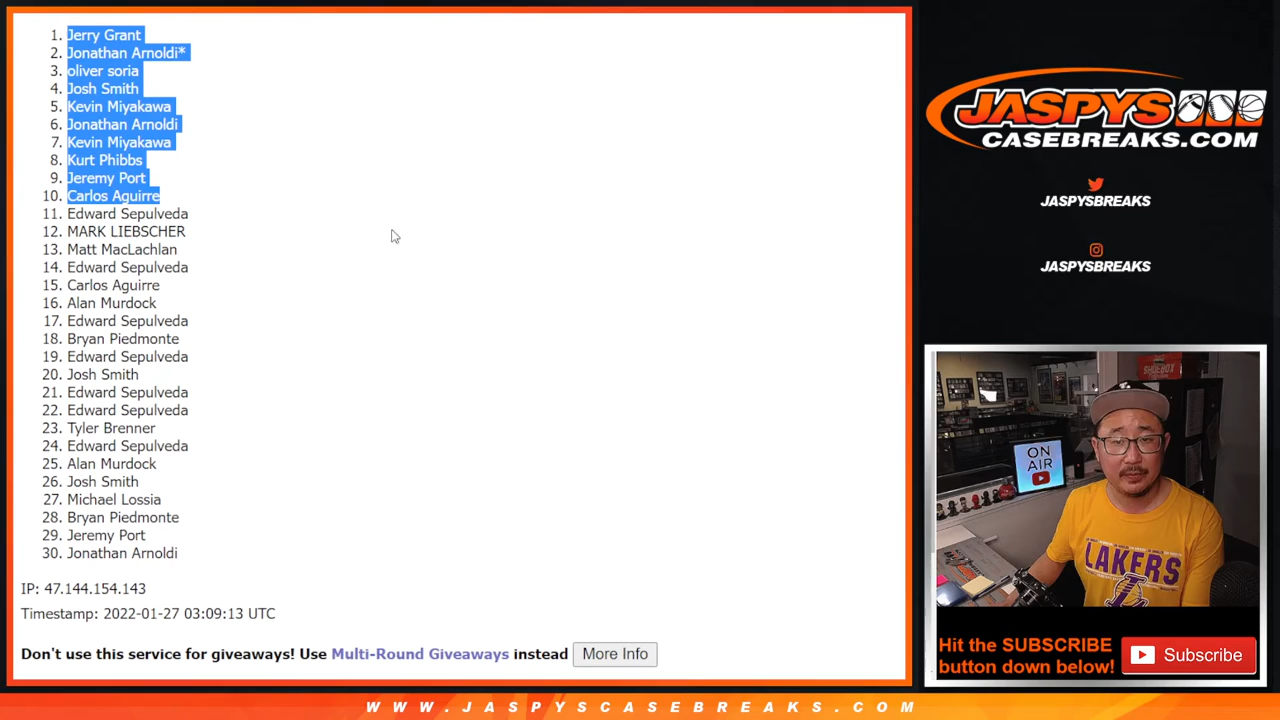 1. Jerry Grant
2. Jonathan Arnoldi*
3. oliver soria
4. Josh Smith
5. Kevin Miyakawa
6. Jonathan Arnoldi
7. Kevin Miyakawa
8. Kurt Phibbs
9. Jeremy Port
10. Carlos Aguirre
11. Edward Sepulveda
12. MARK LIEBSCHER
13. Matt MacLachlan
14. Edward Sepulveda
15. Carlos Aguirre
16. Alan Murdock
17. Edward Sepulveda
18. Bryan Piedmonte
19. Edward Sepulveda
20. Josh Smith
21. Edward Sepulveda
22. Edward Sepulveda
23. Tyler Brenner
24. Edward Sepulveda
25. Alan Murdock
26. Josh Smith
27. Michael Lossia
28. Bryan Piedmonte
29. Jeremy Port
30. Jonathan Arnoldi
IP: 47.144.154.143
Timestamp: 2022-01-27 03:09:13 UTC
Don't use this service for giveaways! Use Multi-Round Giveaways instead More Info
JASPYS
CASEBREAKS.COM
JASPYSBREAKS
JASPYSBREAKS
SHOEBOX
ON
AIR
LAKERS
Hit the SUBSCRIBE
button down below!
Subscribe
WWW.JASPYSCASEBREAKS.COM